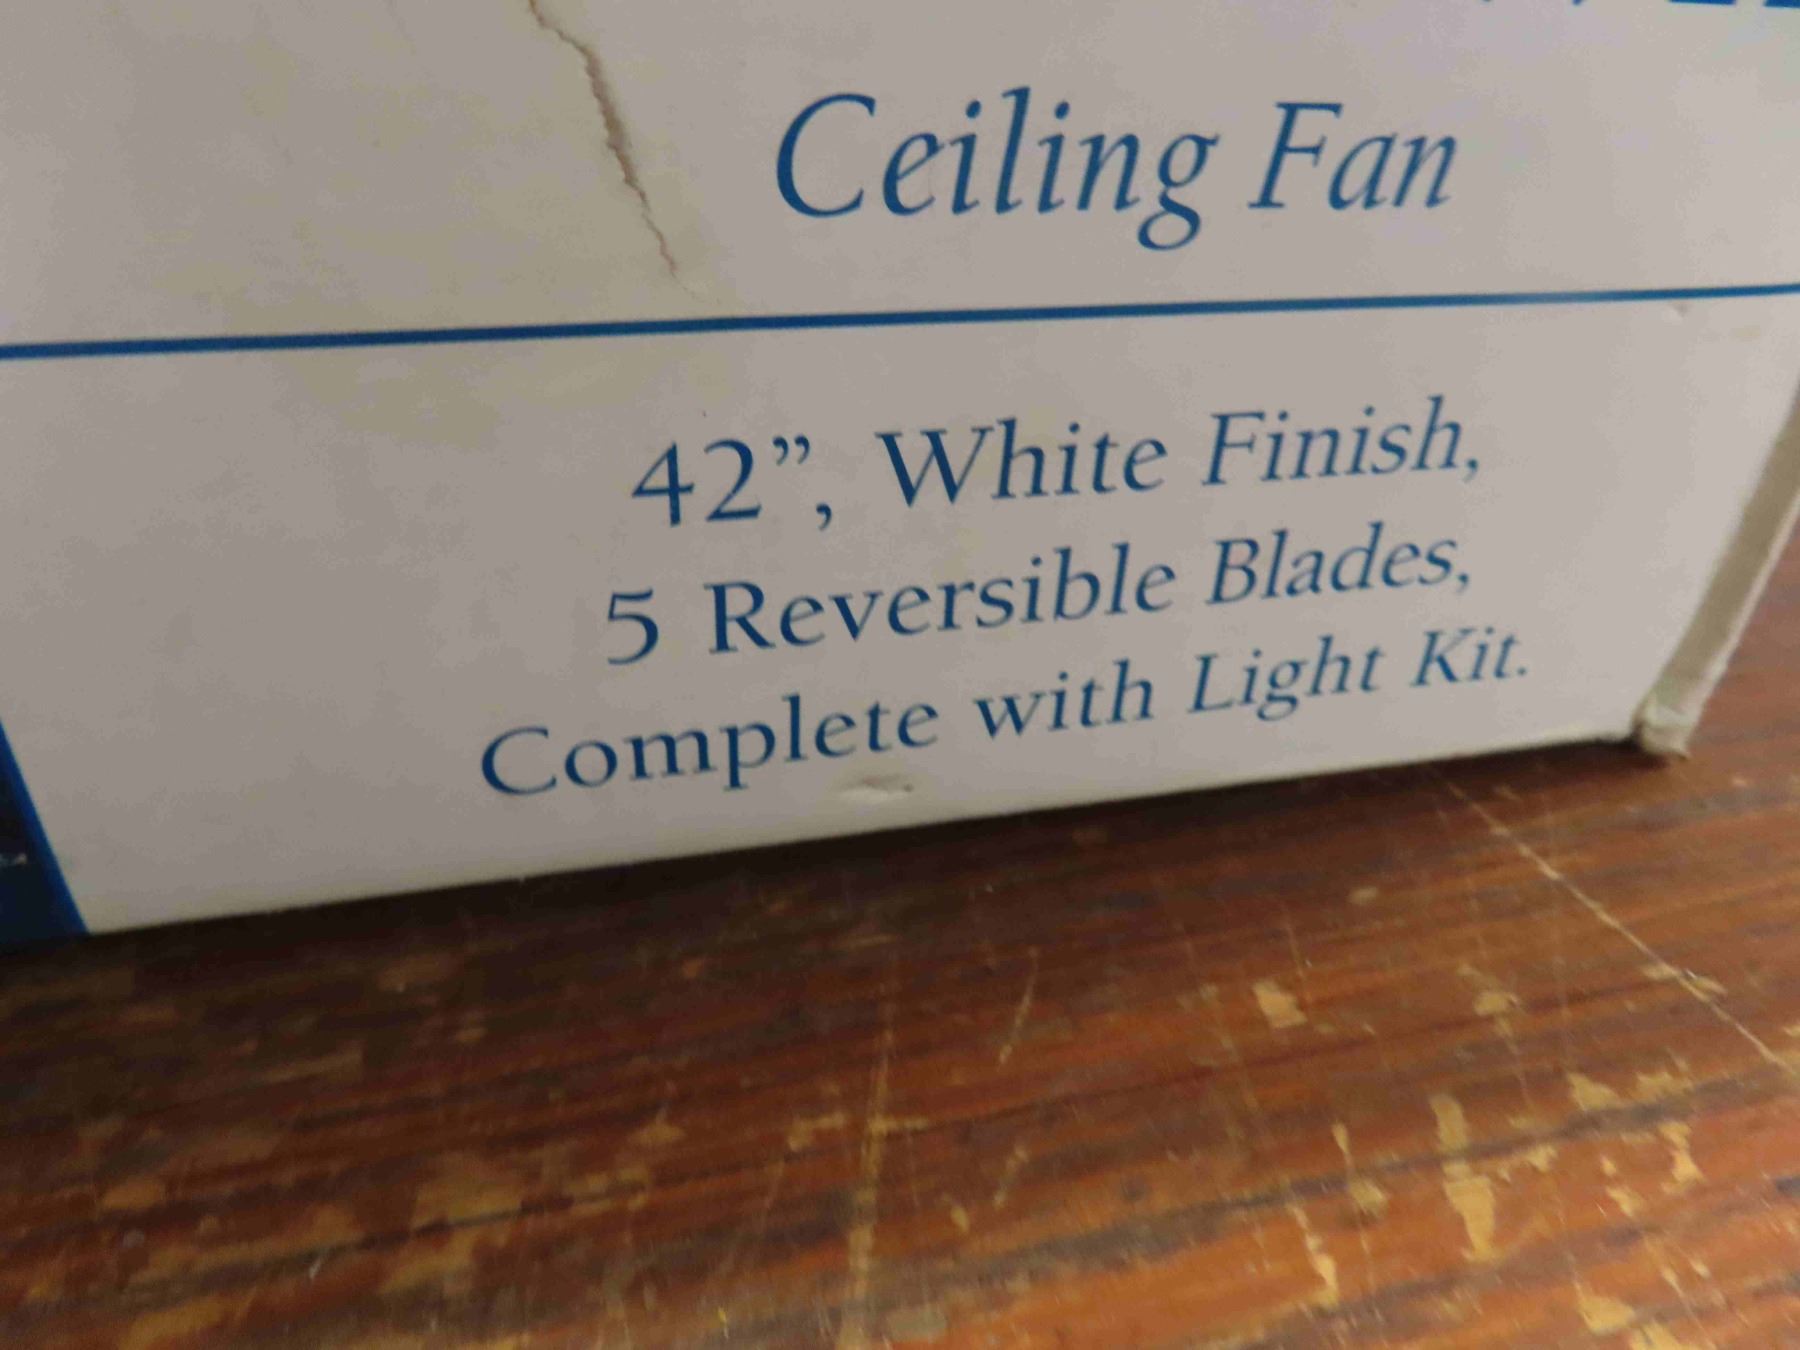 Ceiling Fan
42”, White Finish,
5 Reversible Blades,
Complete with Light Kit.